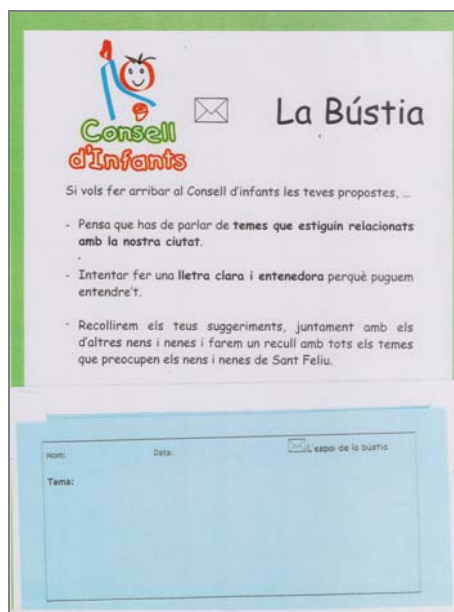 Consell
d'Infants
La Bústia
Si vols fer arribar al Consell d'infants les teves propostes, ...
- Pensa que has de parlar de temes que estiguin relacionats
amb la nostra ciutat.
- Intentar fer una lletra clara i entenedora perquè puguem
entendre't.
- Recollirem els teus suggeriments, juntament amb els
d'altres nens i nenes i farem un recull amb tots els temes
que preocupen els nens i nenes de Sant Feliu.
Nom: Data: L'espai de la bústia
Tema: